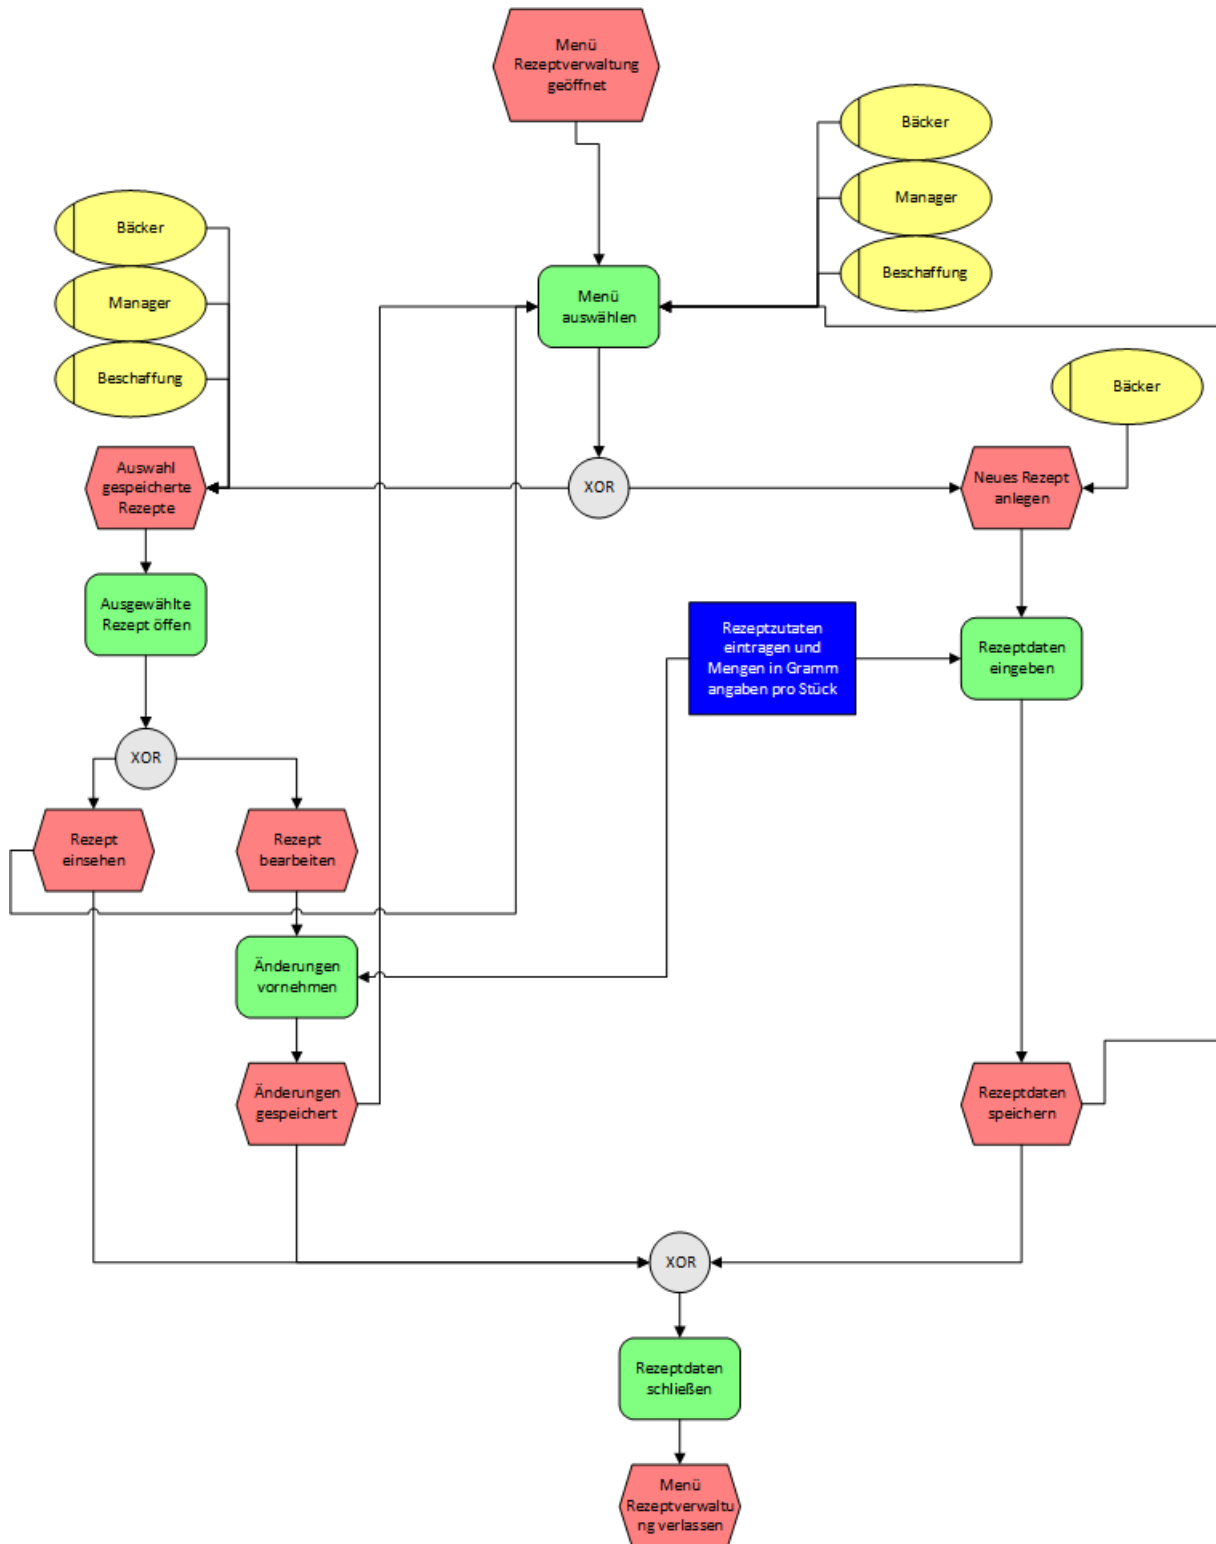 Menü
Rezeptverwaltung
geöffnet
Bäcker
Manager
Beschaffung
Bäcker
Manager
Beschaffung
Menü
auswählen
Bäcker
Auswahl
gespeicherte
Rezepte
XOR
Neues Rezept
anlegen
Ausgewählte
Rezept öffen
Rezeptzutaten
eintragen und
Mengen in Gramm
angaben pro Stück
Rezeptdaten
eingeben
XOR
Rezept
einsehen
Rezept
bearbeiten
Änderungen
vornehmen
Änderungen
gespeichert
Rezeptdaten
speichern
XOR
Rezeptdaten
schließen
Menü
Rezeptverwaltu
ng verlassen